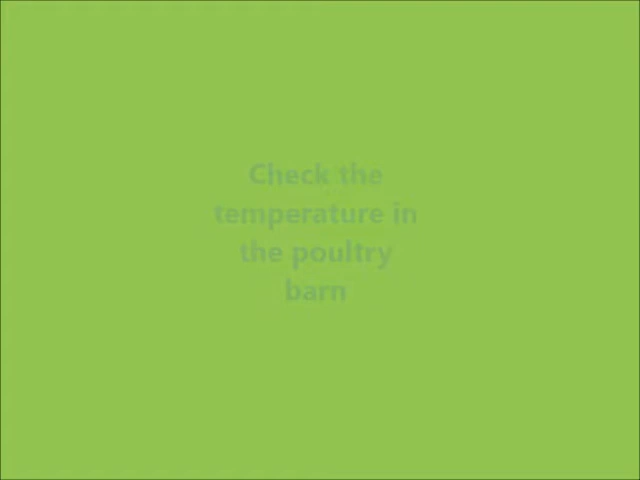 Check the
temperature in
the poultry
barn